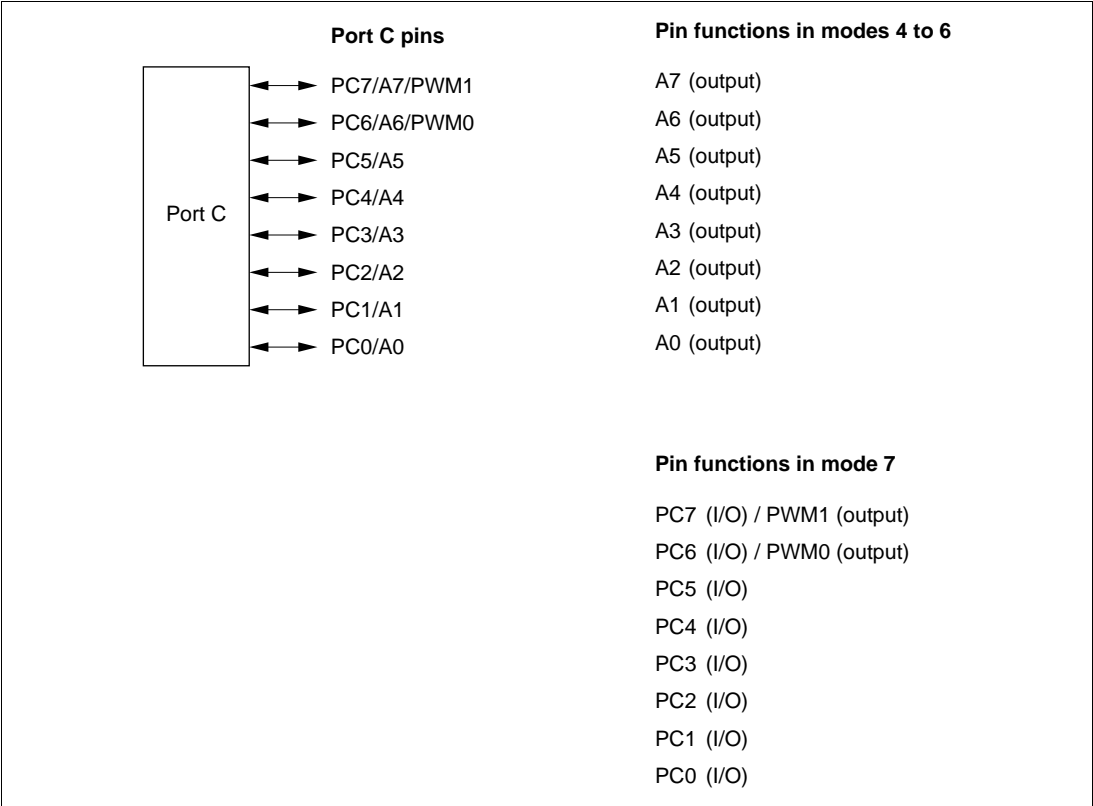 Port C pins
Pin functions in modes 4 to 6
Port C
PC7/A7/PWM1
A7 (output)
PC6/A6/PWM0
A6 (output)
PC5/A5
A5 (output)
PC4/A4
A4 (output)
PC3/A3
A3 (output)
PC2/A2
A2 (output)
PC1/A1
A1 (output)
PC0/A0
A0 (output)
Pin functions in mode 7
PC7 (I/O) / PWM1 (output)
PC6 (I/O) / PWM0 (output)
PC5 (I/O)
PC4 (I/O)
PC3 (I/O)
PC2 (I/O)
PC1 (I/O)
PC0 (I/O)